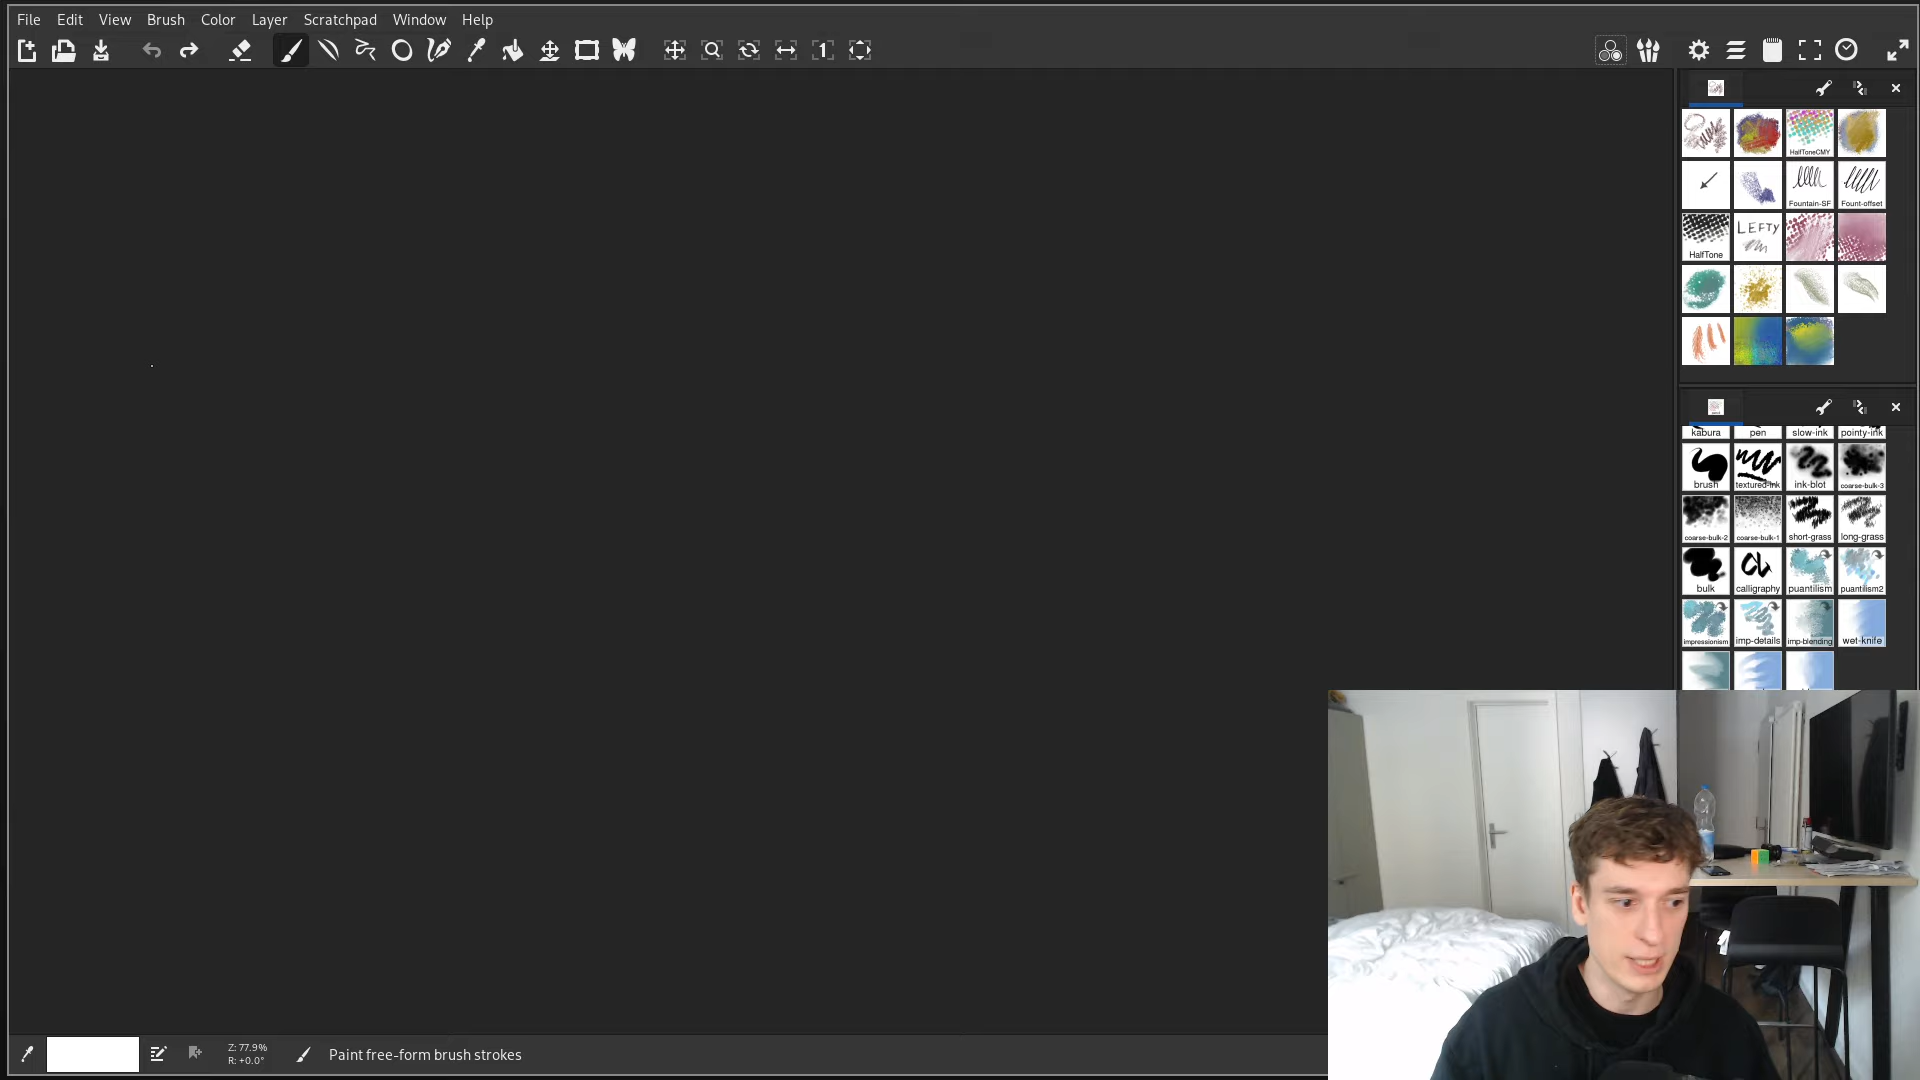 File Edit View Brush Color Layer Scratchpad Window Help
1
HalfToneCMY
Fountain-SF Fount-offset
HalfTone LEFTY
kabura pen slow-ink pointy-ink
brush textured-ink ink-blot coarse-bulk-3
coarse-bulk-2 coarse-bulk-1 short-grass long-grass
bulk calligraphy puantilism puantilism2
impressionism imp-details imp-blending wet-knife
Z: 77.9%
R: +0.0°
Paint free-form brush strokes